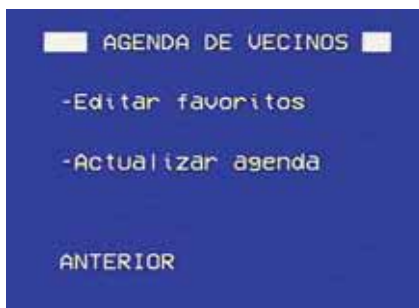 AGENDA DE VECINOS
-Editar favoritos
-Actualizar agenda
ANTERIOR